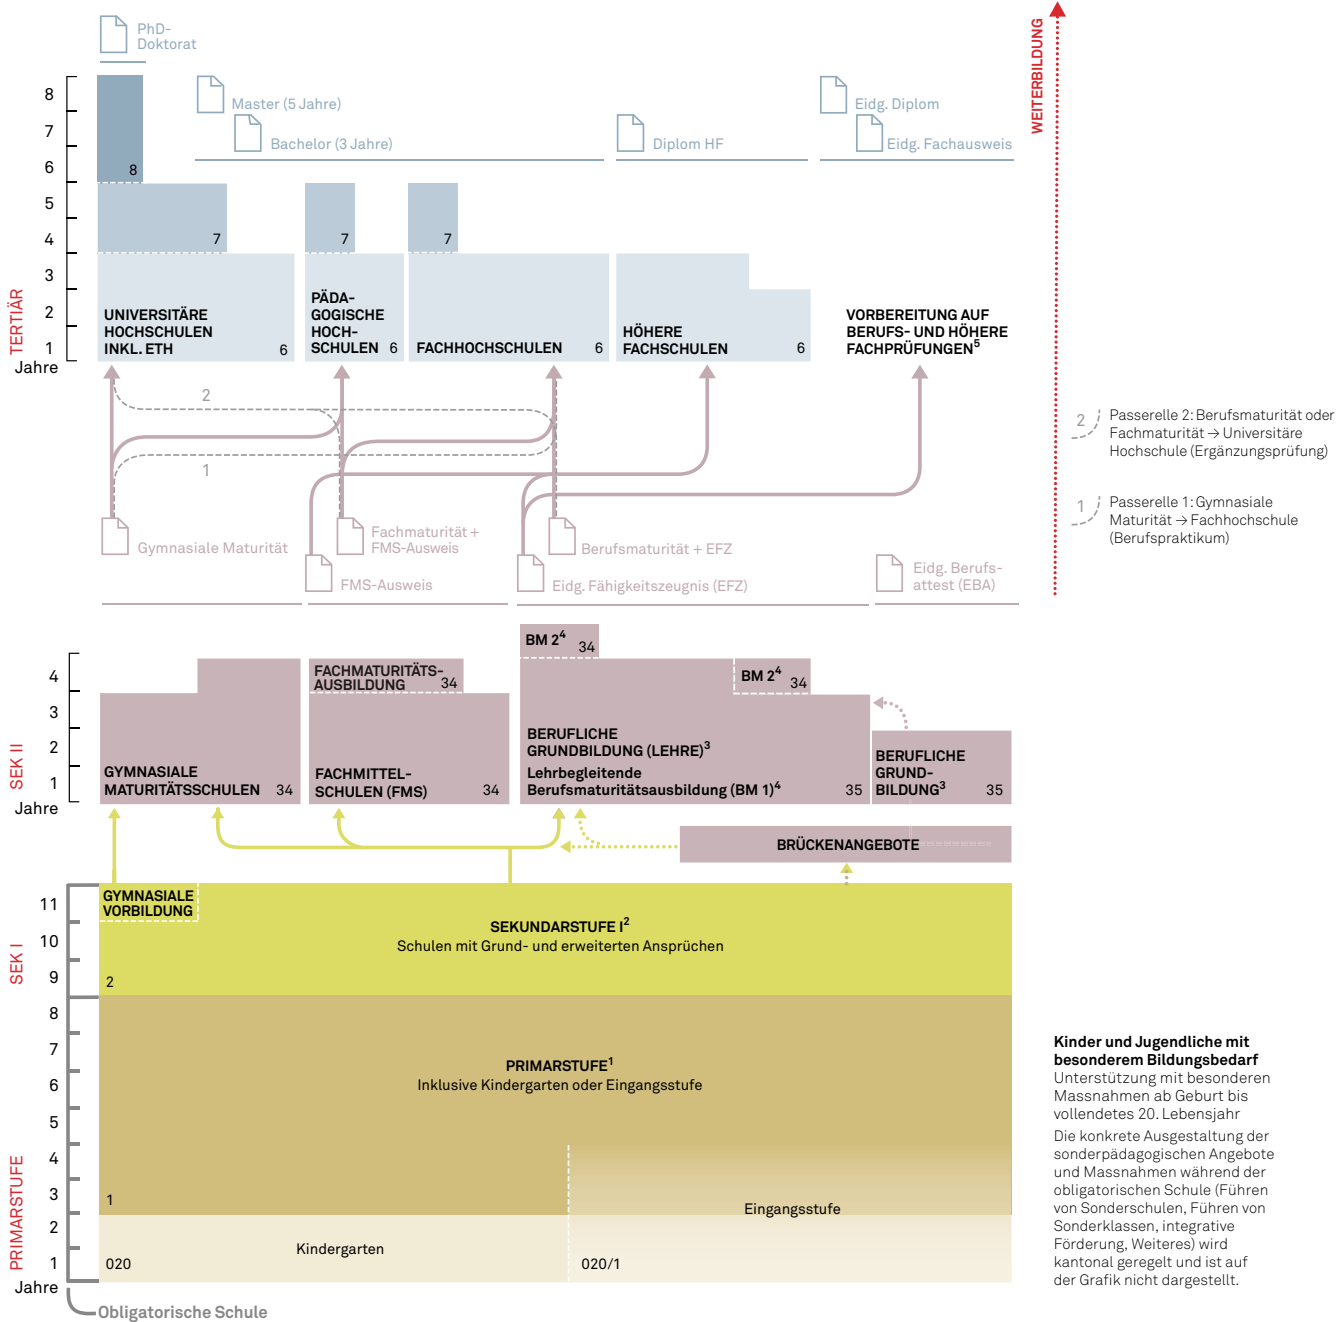 PhD-
Doktorat
WEITERBILDUNG
Master (5 Jahre)
Bachelor (3 Jahre)
Diplom HF
Eidg. Diplom
Eidg. Fachausweis
TERTIÄR
8
7
6
5
4
3
2
1
Jahre
8
7
7
7
UNIVERSITÄRE
HOCHSCHULEN
INKL. ETH
6
PÄDA-
GOGISCHE
HOCH-
SCHULEN 6
FACHHOCHSCHULEN
6
HÖHERE
FACHSCHULEN
6
VORBEREITUNG AUF
BERUFS- UND HÖHERE
FACHPRÜFUNGEN5
2
1
2
Passerelle 2: Berufsmaturität oder
Fachmaturität → Universitäre
Hochschule (Ergänzungsprüfung)
1
Passerelle 1: Gymnasiale
Maturität → Fachhochschule
(Berufspraktikum)
Gymnasiale Maturität
Fachmaturität +
FMS-Ausweis
Berufsmaturität + EFZ
FMS-Ausweis
Eidg. Fähigkeitszeugnis (EFZ)
Eidg. Berufs-
attest (EBA)
SEK II
4
3
2
1
Jahre
GYMNASIALE
MATURITÄTSSCHULEN
34
FACHMATURITÄTS-
AUSBILDUNG
34
FACHMITTEL-
SCHULEN (FMS)
34
BM 24
34
BM 24
34
BERUFLICHE
GRUNDBILDUNG (LEHRE)3
Lehrbegleitende
Berufsmaturitätsausbildung (BM 1)4
35
BERUFLICHE
GRUND-
BILDUNG3
35
BRÜCKENANGEBOTE
SEK I
11
10
9
GYMNASIALE
VORBILDUNG
SEKUNDARSTUFE I2
Schulen mit Grund- und erweiterten Ansprüchen
2
PRIMARSTUFE
8
7
6
5
4
3
2
1
Jahre
PRIMARSTUFE1
Inklusive Kindergarten oder Eingangsstufe
1
Eingangsstufe
Kindergarten
020
020/1
Obligatorische Schule
Kinder und Jugendliche mit
besonderem Bildungsbedarf
Unterstützung mit besonderen
Massnahmen ab Geburt bis
vollendetes 20. Lebensjahr
Die konkrete Ausgestaltung der
sonderpädagogischen Angebote
und Massnahmen während der
obligatorischen Schule (Führen
von Sonderschulen, Führen von
Sonderklassen, integrative
Förderung, Weiteres) wird
kantonal geregelt und ist auf
der Grafik nicht dargestellt.